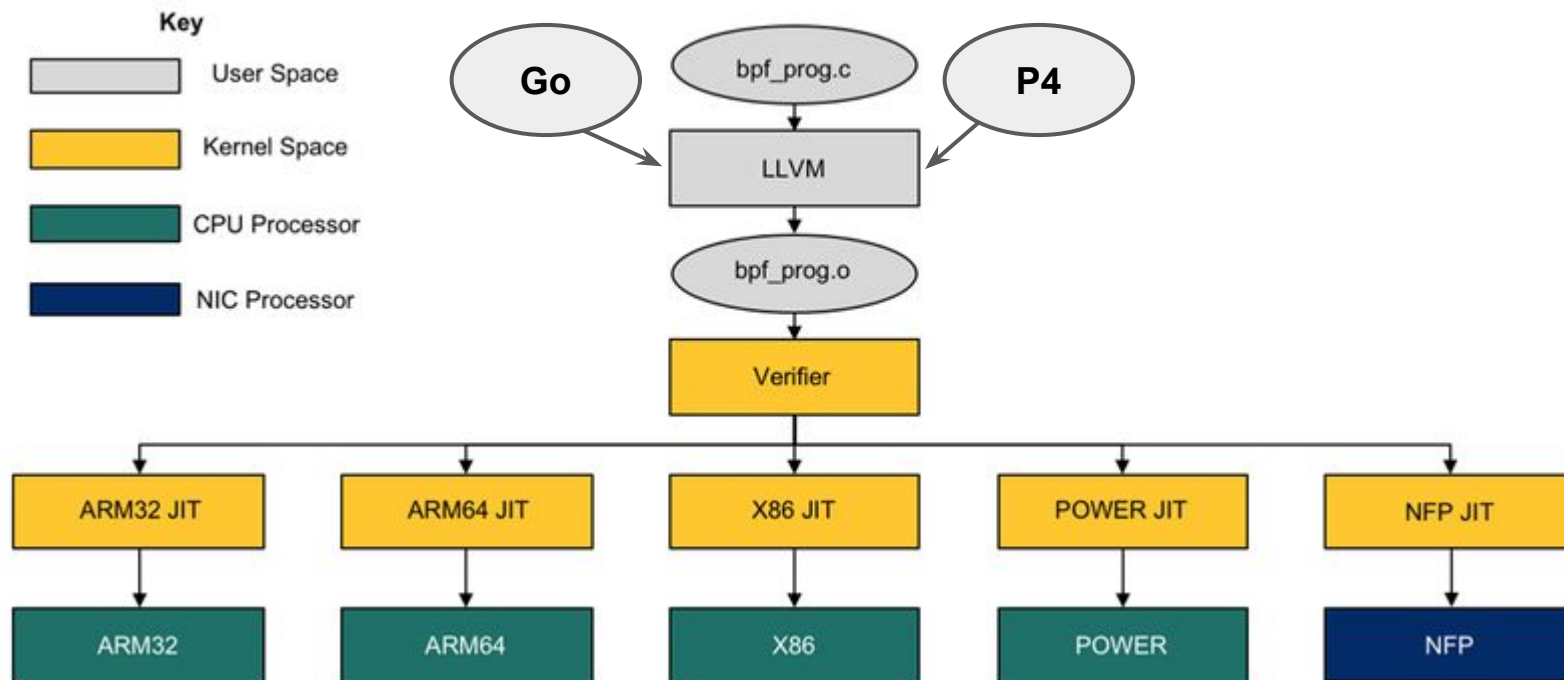 Key
User Space
Kernel Space
CPU Processor
NIC Processor
Go
bpf_prog.c
P4
LLVM
bpf_prog.o
Verifier
ARM32 JIT
ARM64 JIT
X86 JIT
POWER JIT
NFP JIT
ARM32
ARM64
X86
POWER
NFP